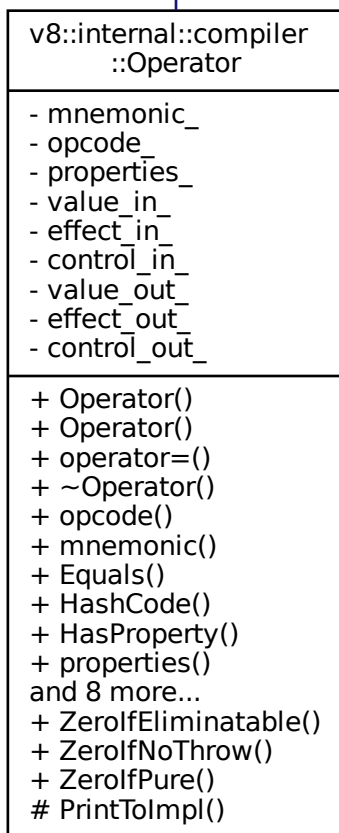 v8::internal::compiler
::Operator
- mnemonic_
- opcode_
- properties_
- value_in_
- effect_in_
- control_in_
- value_out_
- effect_out_
- control_out_
+ Operator()
+ Operator()
+ operator=()
+ ~Operator()
+ opcode()
+ mnemonic()
+ Equals()
+ HashCode()
+ HasProperty()
+ properties()
and 8 more...
+ ZeroIfEliminatable()
+ ZeroIfNoThrow()
+ ZeroIfPure()
# PrintToImpl()